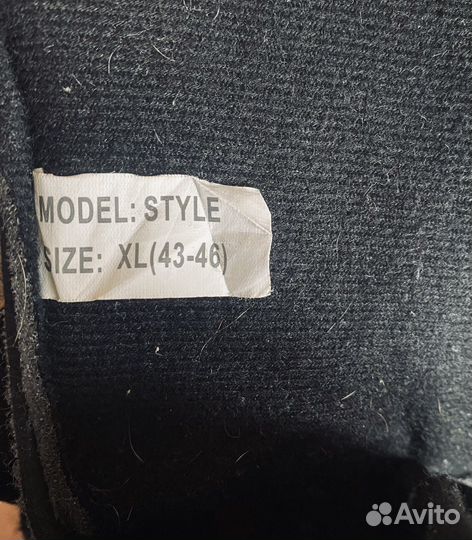 MODEL: STYLE
SIZE: XL(43-46)
Avito